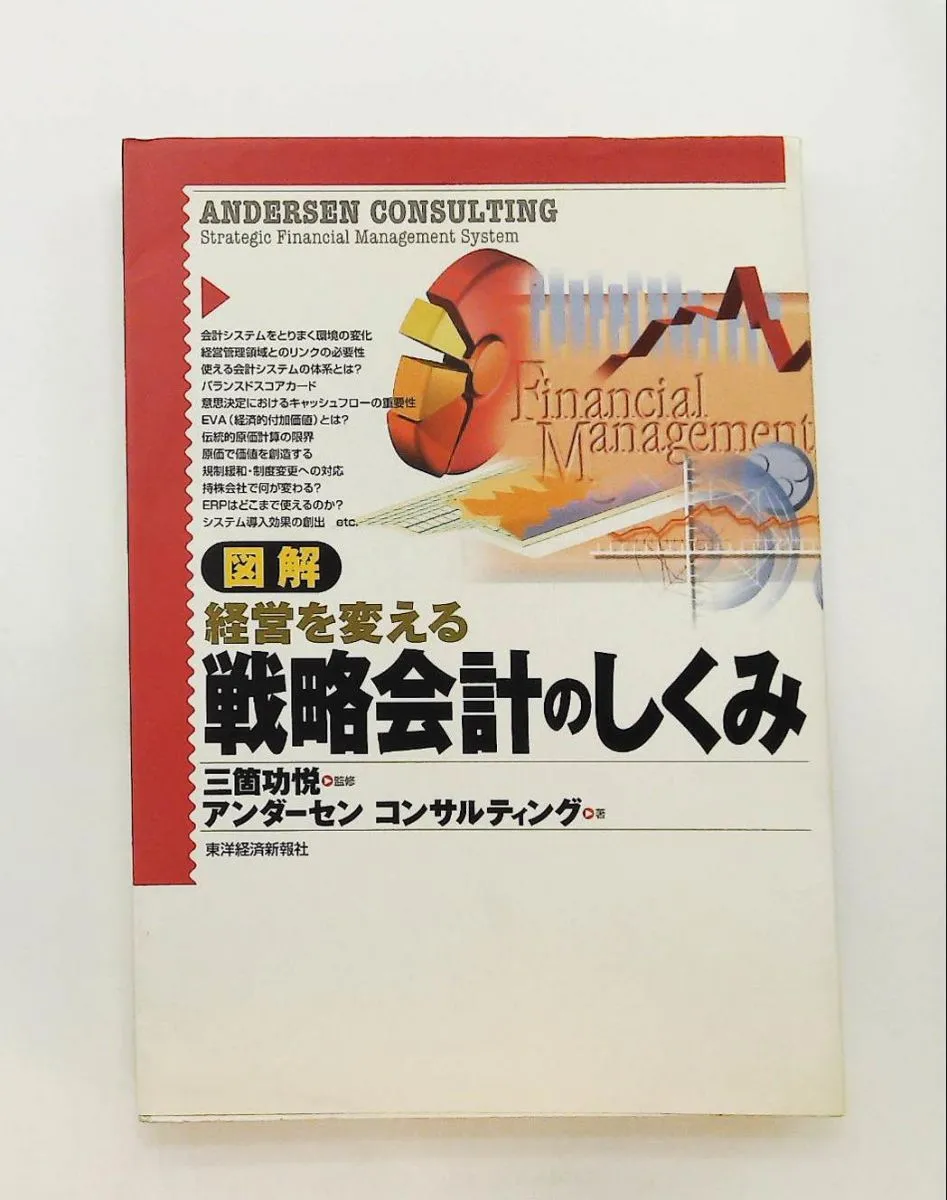 ANDERSEN CONSULTING
Strategic Financial Management System
会計システムをとりまく環境の変化
経営管理領域とのリンクの必要性
使える会計システムの体系とは?
バランスドスコアカード
意思決定におけるキャッシュフローの重要性
EVA(経済的付加価値)とは?
伝統的原価計算の限界
原価で価値を創造する
規制緩和・制度変更への対応
持株会社で何が変わる?
ERPはどこまで使えるのか?
システム導入効果の創出 etc.
Financial
Management
図解
経営を変える
戦略会計のしくみ
三箇功悦 監修
アンダーセン コンサルティング 著
東洋経済新報社